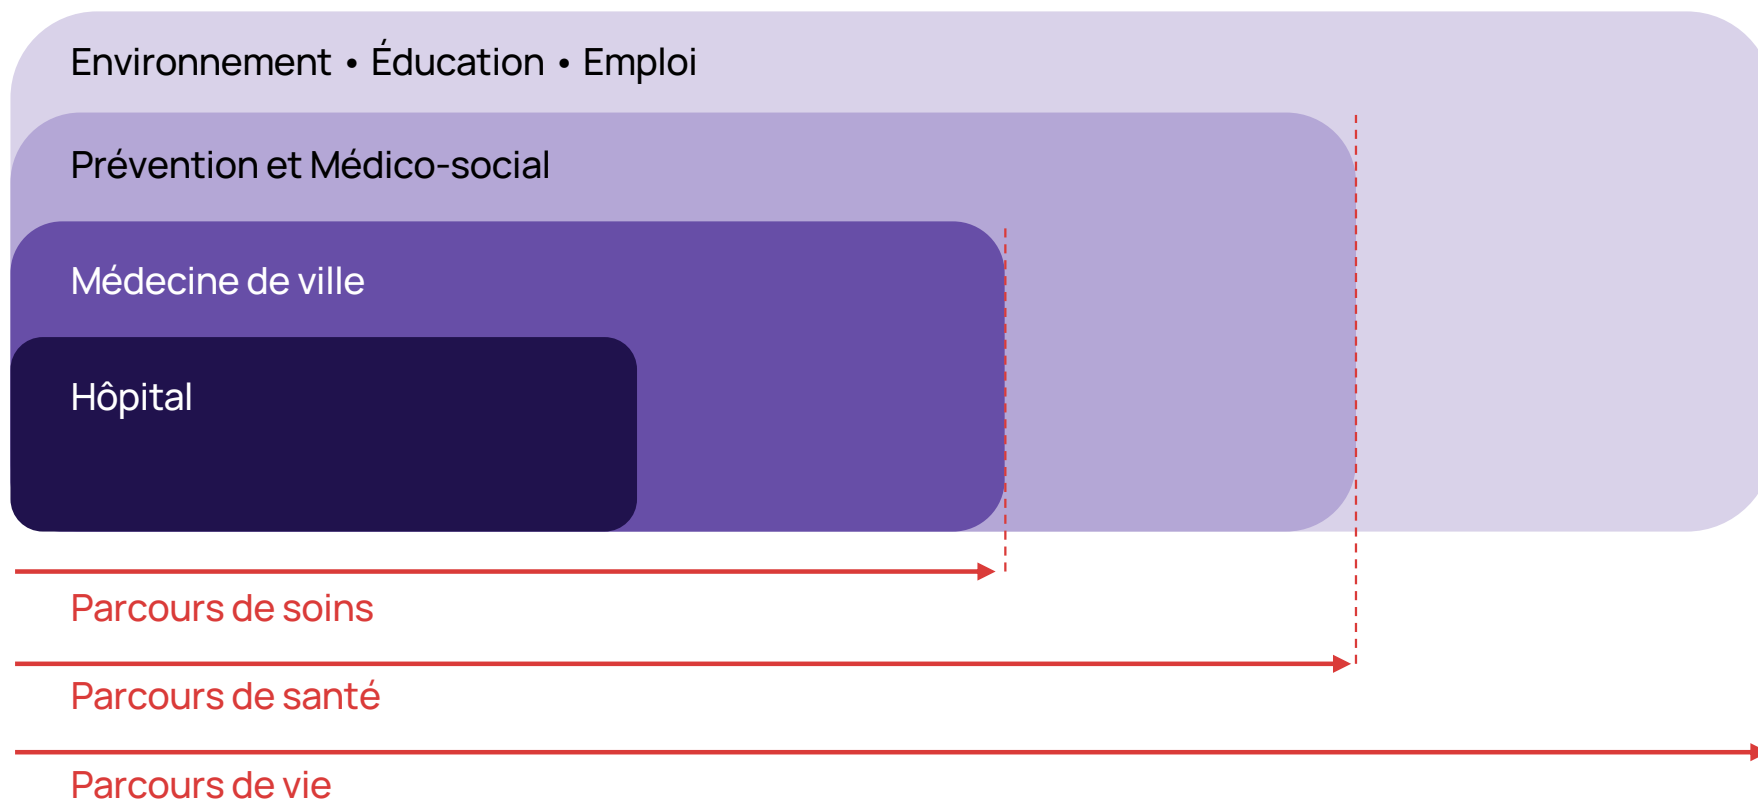 Environnement • Éducation • Emploi
Prévention et Médico-social
Médecine de ville
Hôpital
Parcours de soins
Parcours de santé
Parcours de vie